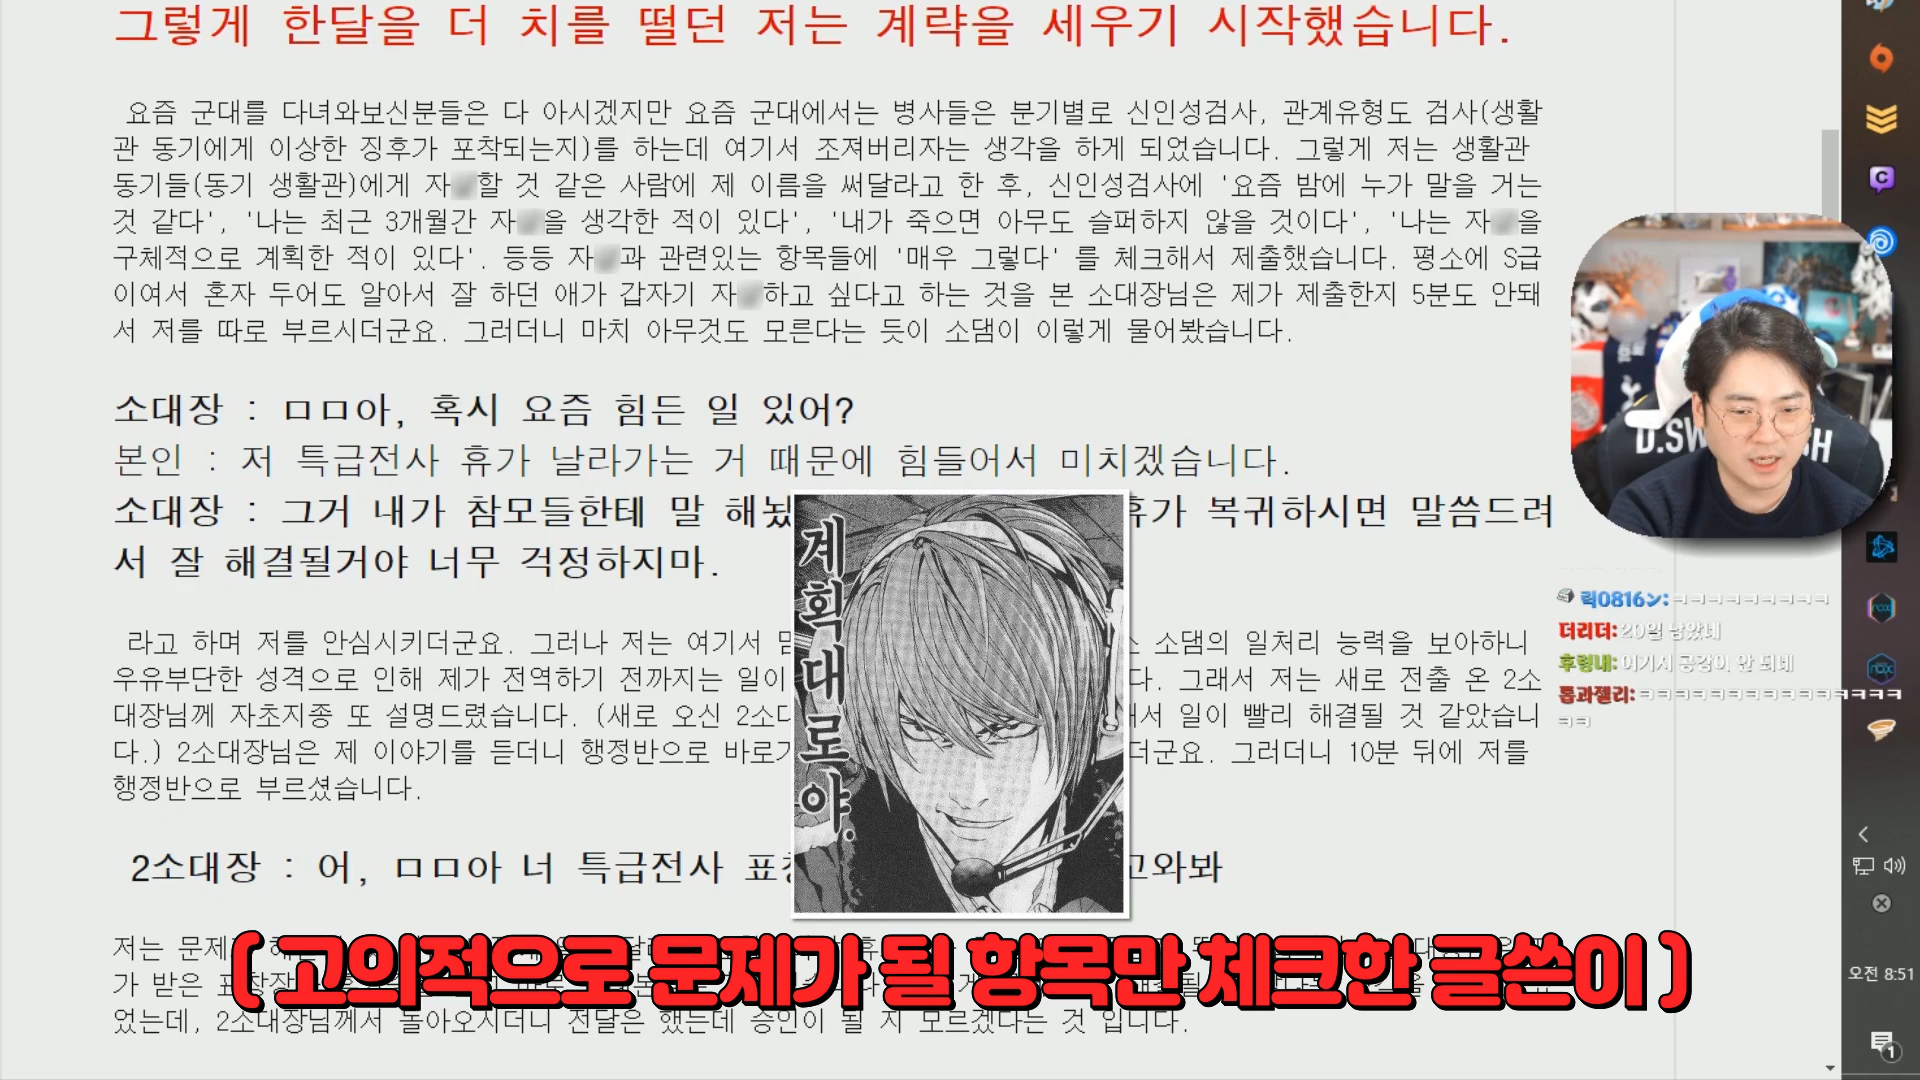 그렇게 한달을 더 치를 떨던 저는 계략을 세우기 시작했습니다.
요즘 군대를 다녀와보신분들은 다 아시겠지만 요즘 군대에서는 병사들은 분기별로 신인성검사, 관계유형도 검사(생활
관 동기에게 이상한 징후가 포착되는지)를 하는데 여기서 조져버리자는 생각을 하게 되었습니다. 그렇게 저는 생활관
동기들(동기 생활관)에게 자 할 것 같은 사람에 제 이름을 써달라고 한 후, 신인성검사에 '요즘 밤에 누가 말을 거는
것 같다', '나는 최근 3개월간 자 을 생각한 적이 있다', '내가 죽으면 아무도 슬퍼하지 않을 것이다', '나는 자 을
구체적으로 계획한 적이 있다'. 등등 자 과 관련있는 항목들에 '매우 그렇다' 를 체크해서 제출했습니다. 평소에 S급
이여서 혼자 두어도 알아서 잘 하던 애가 갑자기 자 하고 싶다고 하는 것을 본 소대장님은 제가 제출한지 5분도 안돼
서 저를 따로 부르시더군요. 그러더니 마치 아무것도 모른다는 듯이 소댐이 이렇게 물어봤습니다.
소대장 : ㅁㅁ아, 혹시 요즘 힘든 일 있어?
본인 : 저 특급전사 휴가 날라가는 거 때문에 힘들어서 미치겠습니다.
소대장 : 그거 내가 참모들한테 말 해놨 휴가 복귀하시면 말씀드려
서 잘 해결될거야 너무 걱정하지마.
라고 하며 저를 안심시키더군요. 그러나 저는 여기서 소댐의 일처리 능력을 보아하니
우유부단한 성격으로 인해 제가 전역하기 전까지는 일이 다. 그래서 저는 새로 전출 온 2소
대장님께 자초지종 또 설명드렸습니다. (새로 오신 2소대 서 일이 빨리 해결될 것 같았습니
다.) 2소대장님은 제 이야기를 듣더니 행정반으로 바로 더군요. 그러더니 10분 뒤에 저를
행정반으로 부르셨습니다.
2소대장 : 어, ㅁㅁ아 너 특급전사 표창 고와봐
저는 문제
가 받은 표창장
었는데, 2소대장님께서 돌아오시더니 전달은 했는데 승인이 될 지 모르겠다는 것 입니다.
계획대로야.
( 고의적으로 문제가 될 항목만 체크한 글쓴이 )
D.SW
H
릭0816ン: ㅋㅋㅋㅋㅋㅋㅋㅋㅋ
더리더: 20일 남았네
후렁내: 여기서 공감이 안 되네
톰과젤리: ㅋㅋㅋㅋㅋㅋㅋㅋㅋㅋㅋㅋㅋㅋ
ㅋㅋ
nox
nox
오전 8:51
1